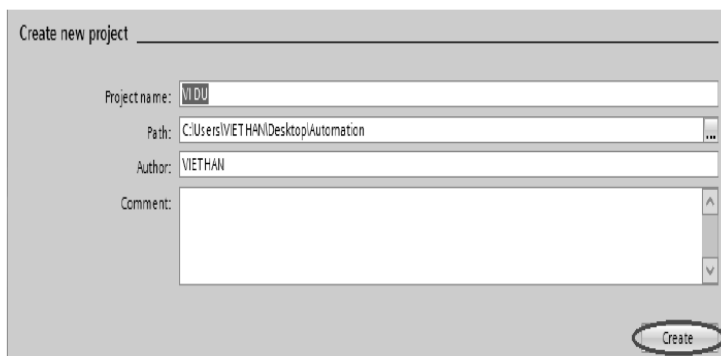 Create new project
Project name: VI DU
Path: C:\Users\VIETHAN\Desktop\Automation ...
Author: VIETHAN
Comment:
Create